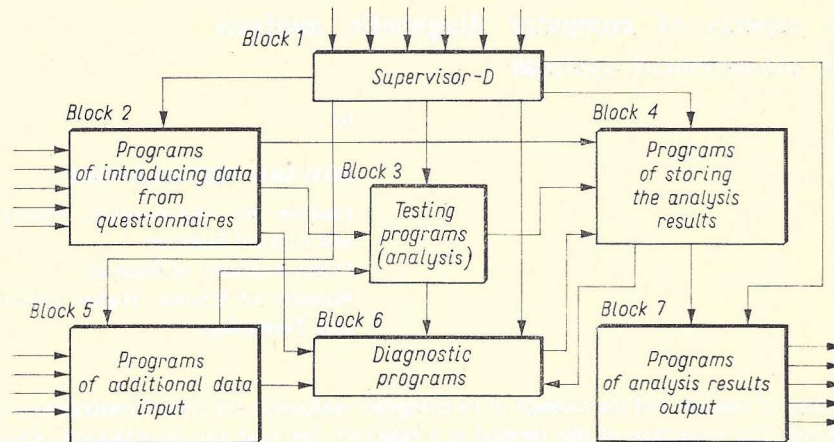 Block 1
Supervisor-D
Block 2
Programs
of introducing data
from
questionnaires
Block 3
Testing
programs
(analysis)
Block 4
Programs
of storing
the analysis
results
Block 5
Programs
of additional data
input
Block 6
Diagnostic
programs
Block 7
Programs
of analysis results
output